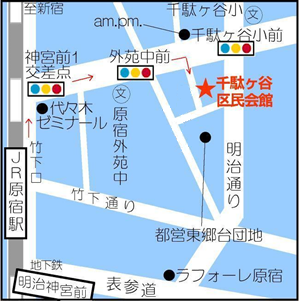 至新宿
am.pm.
千駄ヶ谷小
文
千駄ヶ谷小前
神宮前1
交差点
外苑中前
千駄ヶ谷
区民会館
代々木
ゼミナール
文
原宿外苑中
明治通り
竹下口
竹下通り
JR原宿駅
都営東郷台団地
地下鉄
明治神宮前
表参道
ラフォーレ原宿